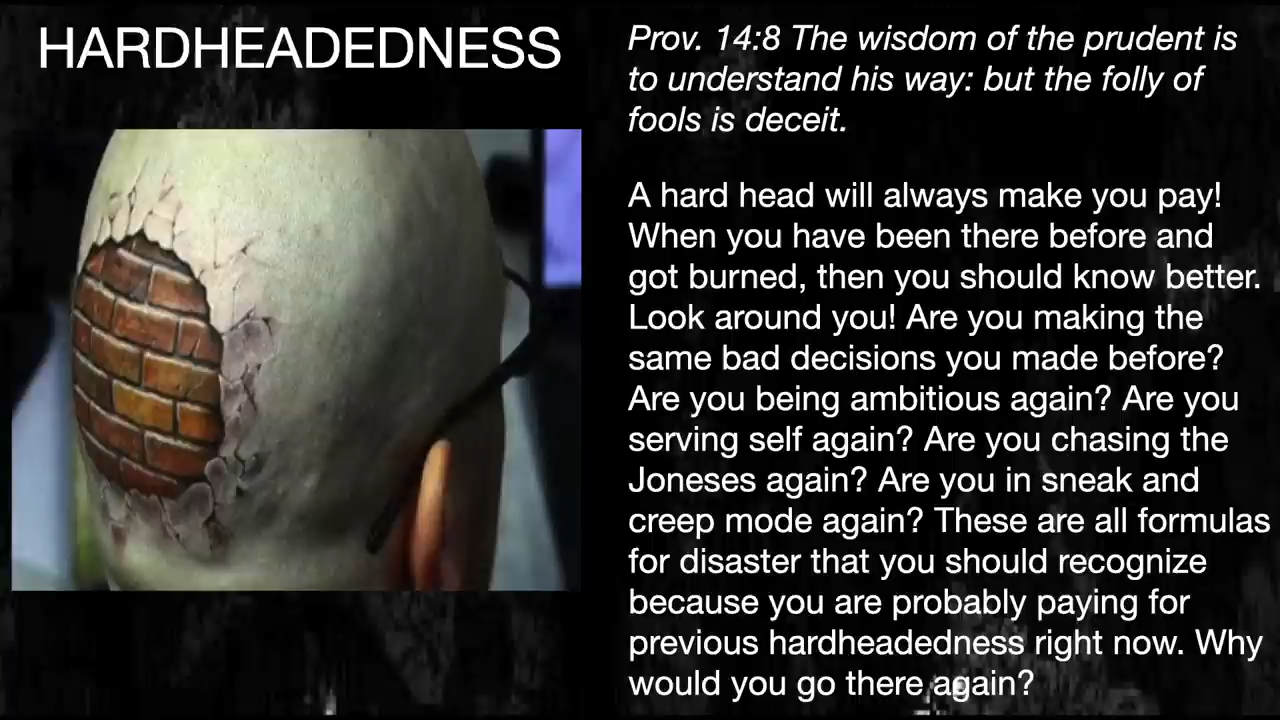 HARDHEADEDNESS
Prov. 14:8 The wisdom of the prudent is
to understand his way: but the folly of
fools is deceit.
A hard head will always make you pay!
When you have been there before and
got burned, then you should know better.
Look around you! Are you making the
same bad decisions you made before?
Are you being ambitious again? Are you
serving self again? Are you chasing the
Joneses again? Are you in sneak and
creep mode again? These are all formulas
for disaster that you should recognize
because you are probably paying for
previous hardheadedness right now. Why
would you go there again?